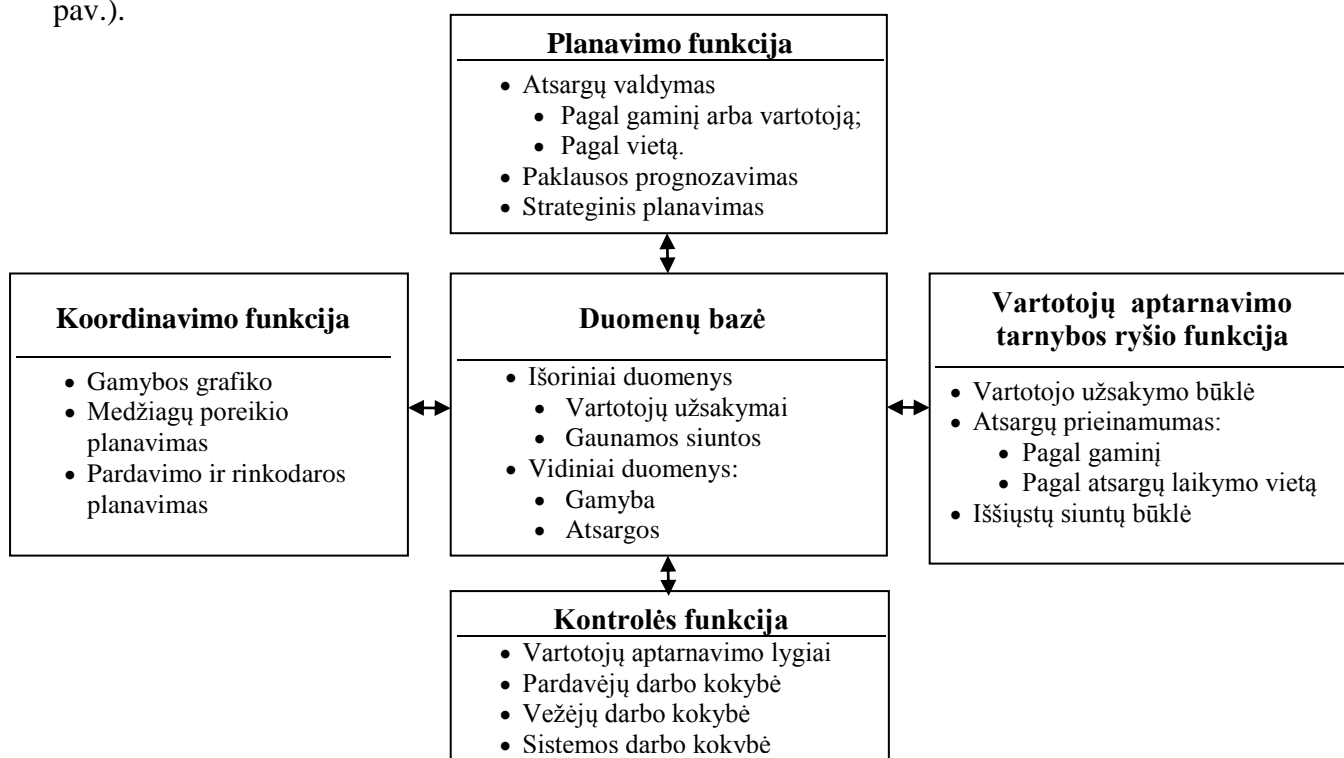 pav.).
Planavimo funkcija
• Atsargų valdymas
• Pagal gaminį arba vartotoją;
• Pagal vietą.
• Paklausos prognozavimas
• Strateginis planavimas
Koordinavimo funkcija
• Gamybos grafiko
• Medžiagų poreikio
planavimas
• Pardavimo ir rinkodaros
planavimas
Duomenų bazė
• Išoriniai duomenys
• Vartotojų užsakymai
• Gaunamos siuntos
• Vidiniai duomenys:
• Gamyba
• Atsargos
Vartotojų aptarnavimo
tarnybos ryšio funkcija
• Vartotojo užsakymo būklė
• Atsargų prieinamumas:
• Pagal gaminį
• Pagal atsargų laikymo vietą
• Iššiųstų siuntų būklė
Kontrolės funkcija
• Vartotojų aptarnavimo lygiai
• Pardavėjų darbo kokybė
• Vežėjų darbo kokybė
• Sistemos darbo kokybė